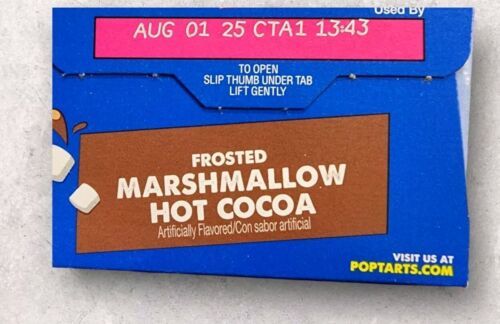 Used By
AUG 01 25 CTA1 13:43
TO OPEN
SLIP THUMB UNDER TAB
LIFT GENTLY
FROSTED
MARSHMALLOW
HOT COCOA
Artificially Flavored/Con sabor artificial
VISIT US AT
POPTARTS.COM